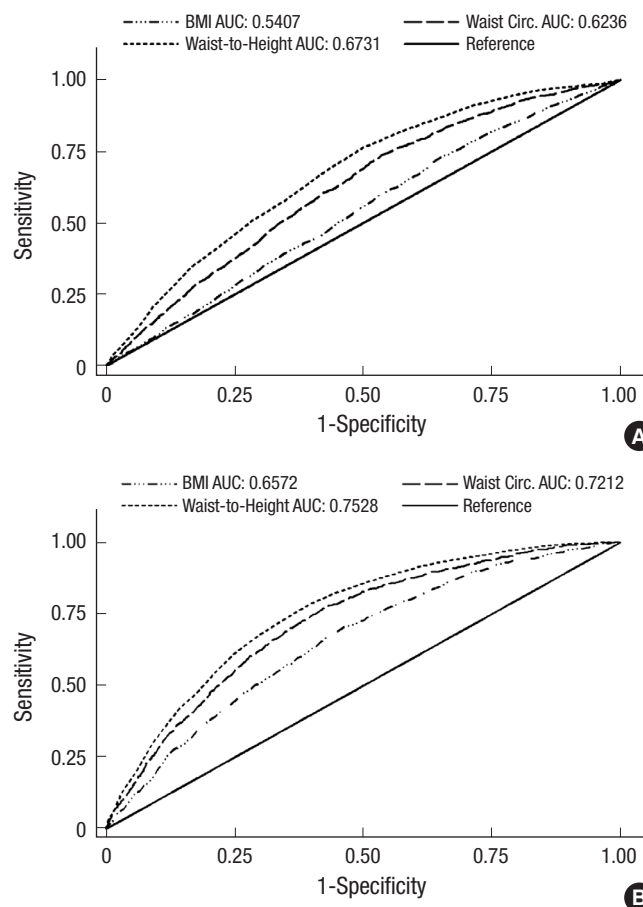 BMI AUC: 0.5407 Waist Circ. AUC: 0.6236
Waist-to-Height AUC: 0.6731 Reference
1.00
0.75
0.50
0.25
0
Sensitivity
0 0.25 0.50 0.75 1.00
1-Specificity
A
BMI AUC: 0.6572 Waist Circ. AUC: 0.7212
Waist-to-Height AUC: 0.7528 Reference
1.00
0.75
0.50
0.25
0
Sensitivity
0 0.25 0.50 0.75 1.00
1-Specificity
B